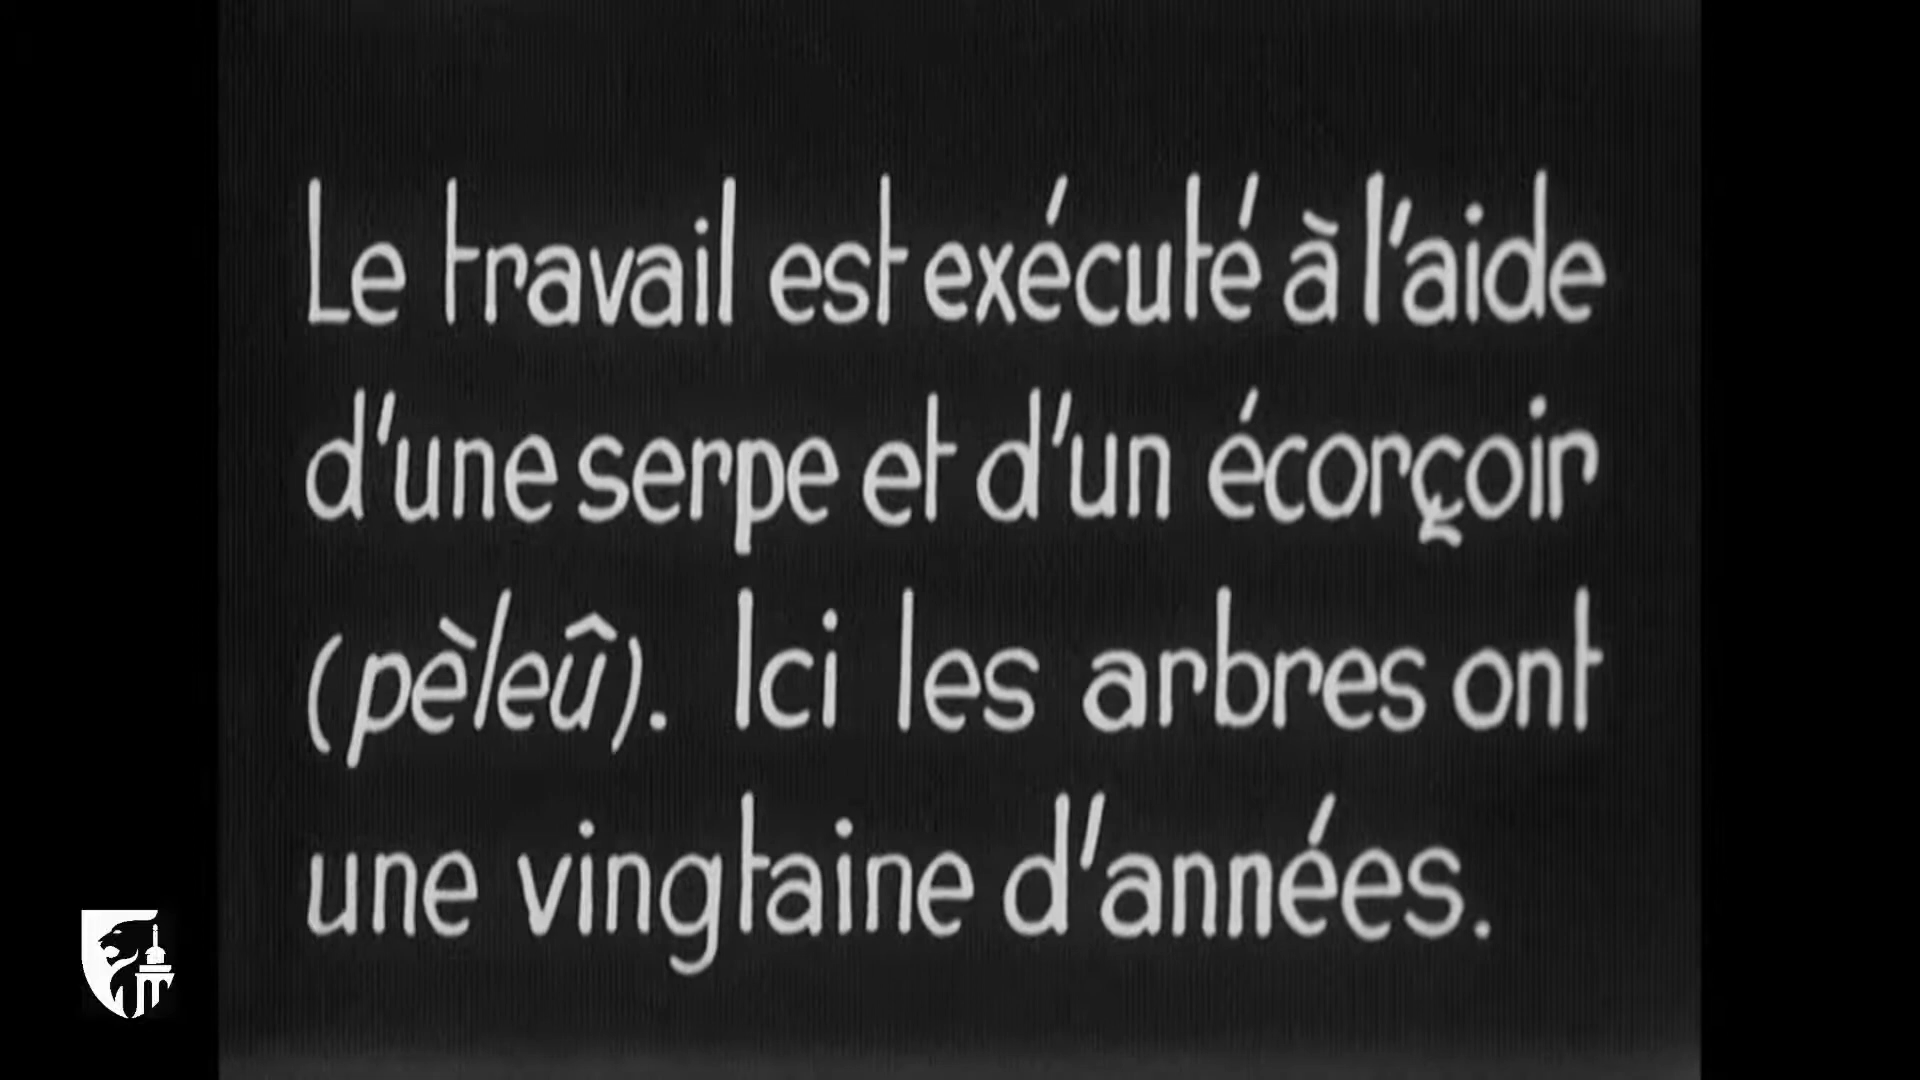 Le travail est exécuté à l'aide
d'une serpe et d'un écorçoir
(pèleû). Ici les arbres ont
une vingtaine d'années.